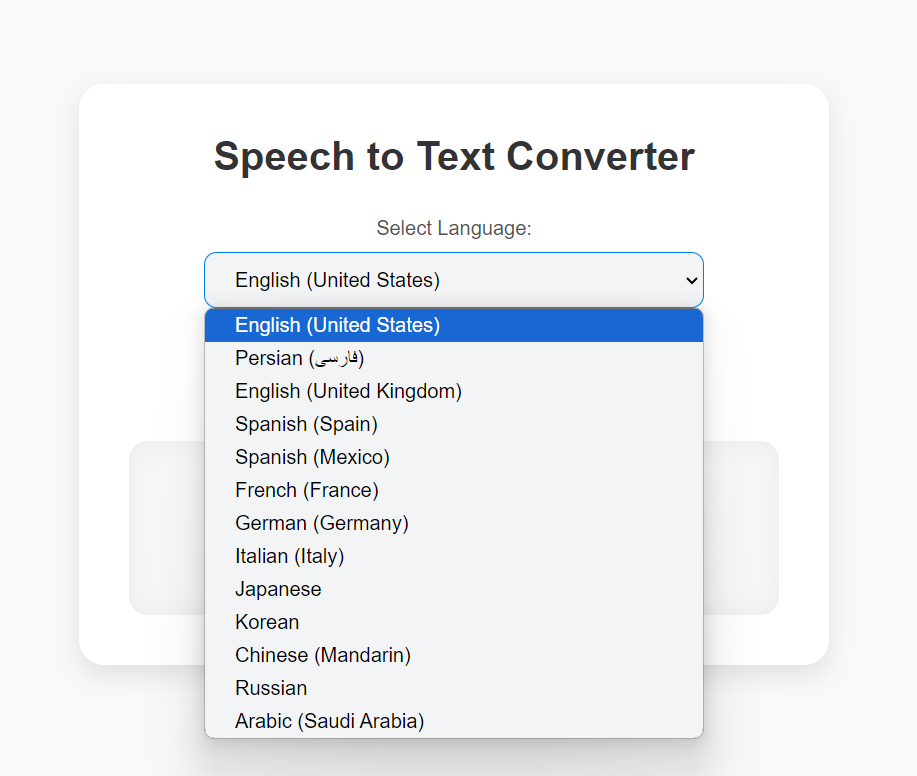 Speech to Text Converter
Select Language:
English (United States)
English (United States)
Persian (فارسی)
English (United Kingdom)
Spanish (Spain)
Spanish (Mexico)
French (France)
German (Germany)
Italian (Italy)
Japanese
Korean
Chinese (Mandarin)
Russian
Arabic (Saudi Arabia)